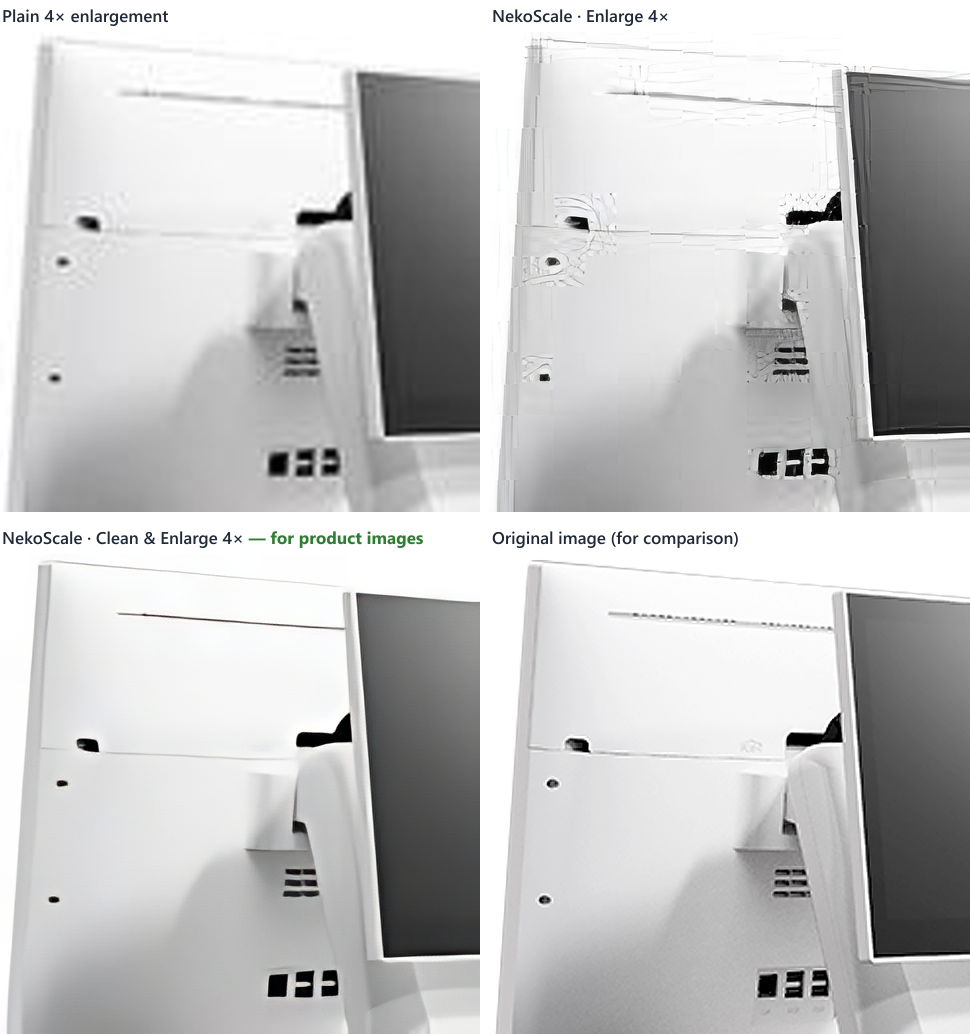 Plain 4× enlargement
NekoScale · Enlarge 4×
NekoScale · Clean & Enlarge 4× — for product images
Original image (for comparison)